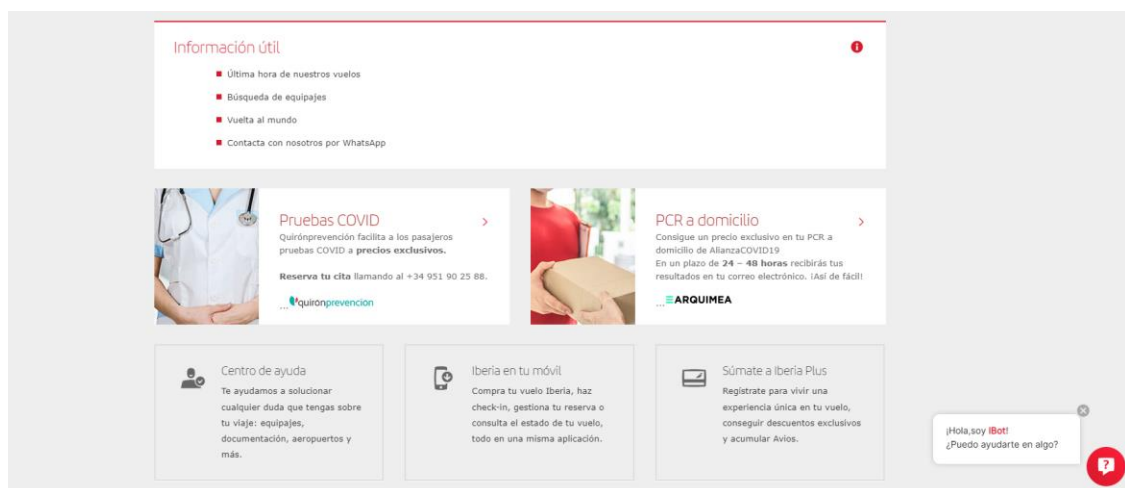 Información útil
Última hora de nuestros vuelos
Búsqueda de equipajes
Vuelta al mundo
Contacta con nosotros por WhatsApp
Pruebas COVID
Quirónprevención facilita a los pasajeros
pruebas COVID a precios exclusivos.
Reserva tu cita llamando al +34 951 90 25 88.
... quironprevención
PCR a domicilio
Consigue un precio exclusivo en tu PCR a
domicilio de AlianzaCOVID19
En un plazo de 24 – 48 horas recibirás tus
resultados en tu correo electrónico. ¡Así de fácil!
... ARQUIMEA
Centro de ayuda
Te ayudamos a solucionar
cualquier duda que tengas sobre
tu viaje: equipajes,
documentación, aeropuertos y
más.
Iberia en tu móvil
Compra tu vuelo Iberia, haz
check-in, gestiona tu reserva o
consulta el estado de tu vuelo,
todo en una misma aplicación.
Súmate a Iberia Plus
Regístrate para vivir una
experiencia única en tu vuelo,
conseguir descuentos exclusivos
y acumular Avios.
¡Hola,soy IBot!
¿Puedo ayudarte en algo?